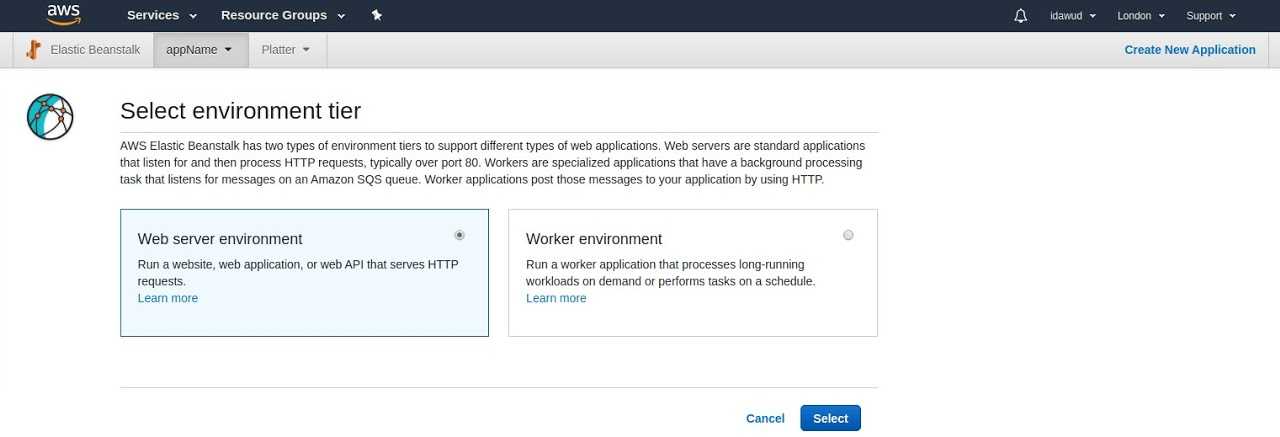 aws Services Resource Groups idawud London Support
Elastic Beanstalk appName Platter Create New Application
Select environment tier
AWS Elastic Beanstalk has two types of environment tiers to support different types of web applications. Web servers are standard applications
that listen for and then process HTTP requests, typically over port 80. Workers are specialized applications that have a background processing
task that listens for messages on an Amazon SQS queue. Worker applications post those messages to your application by using HTTP.
Web server environment
Run a website, web application, or web API that serves HTTP
requests.
Learn more
Worker environment
Run a worker application that processes long-running
workloads on demand or performs tasks on a schedule.
Learn more
Cancel Select